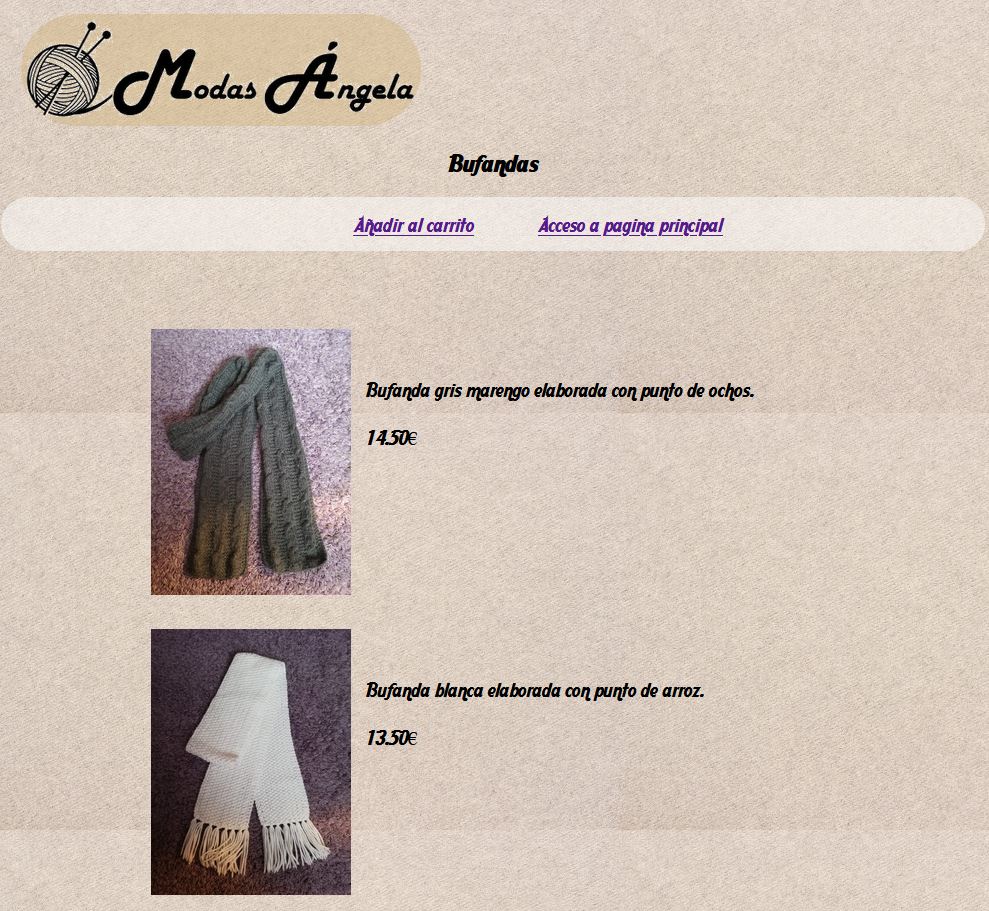 Modas Ángela
Bufandas
Añadir al carrito Acceso a pagina principal
Bufanda gris marengo elaborada con punto de ochos.
14.50€
Bufanda blanca elaborada con punto de arroz.
13.50€